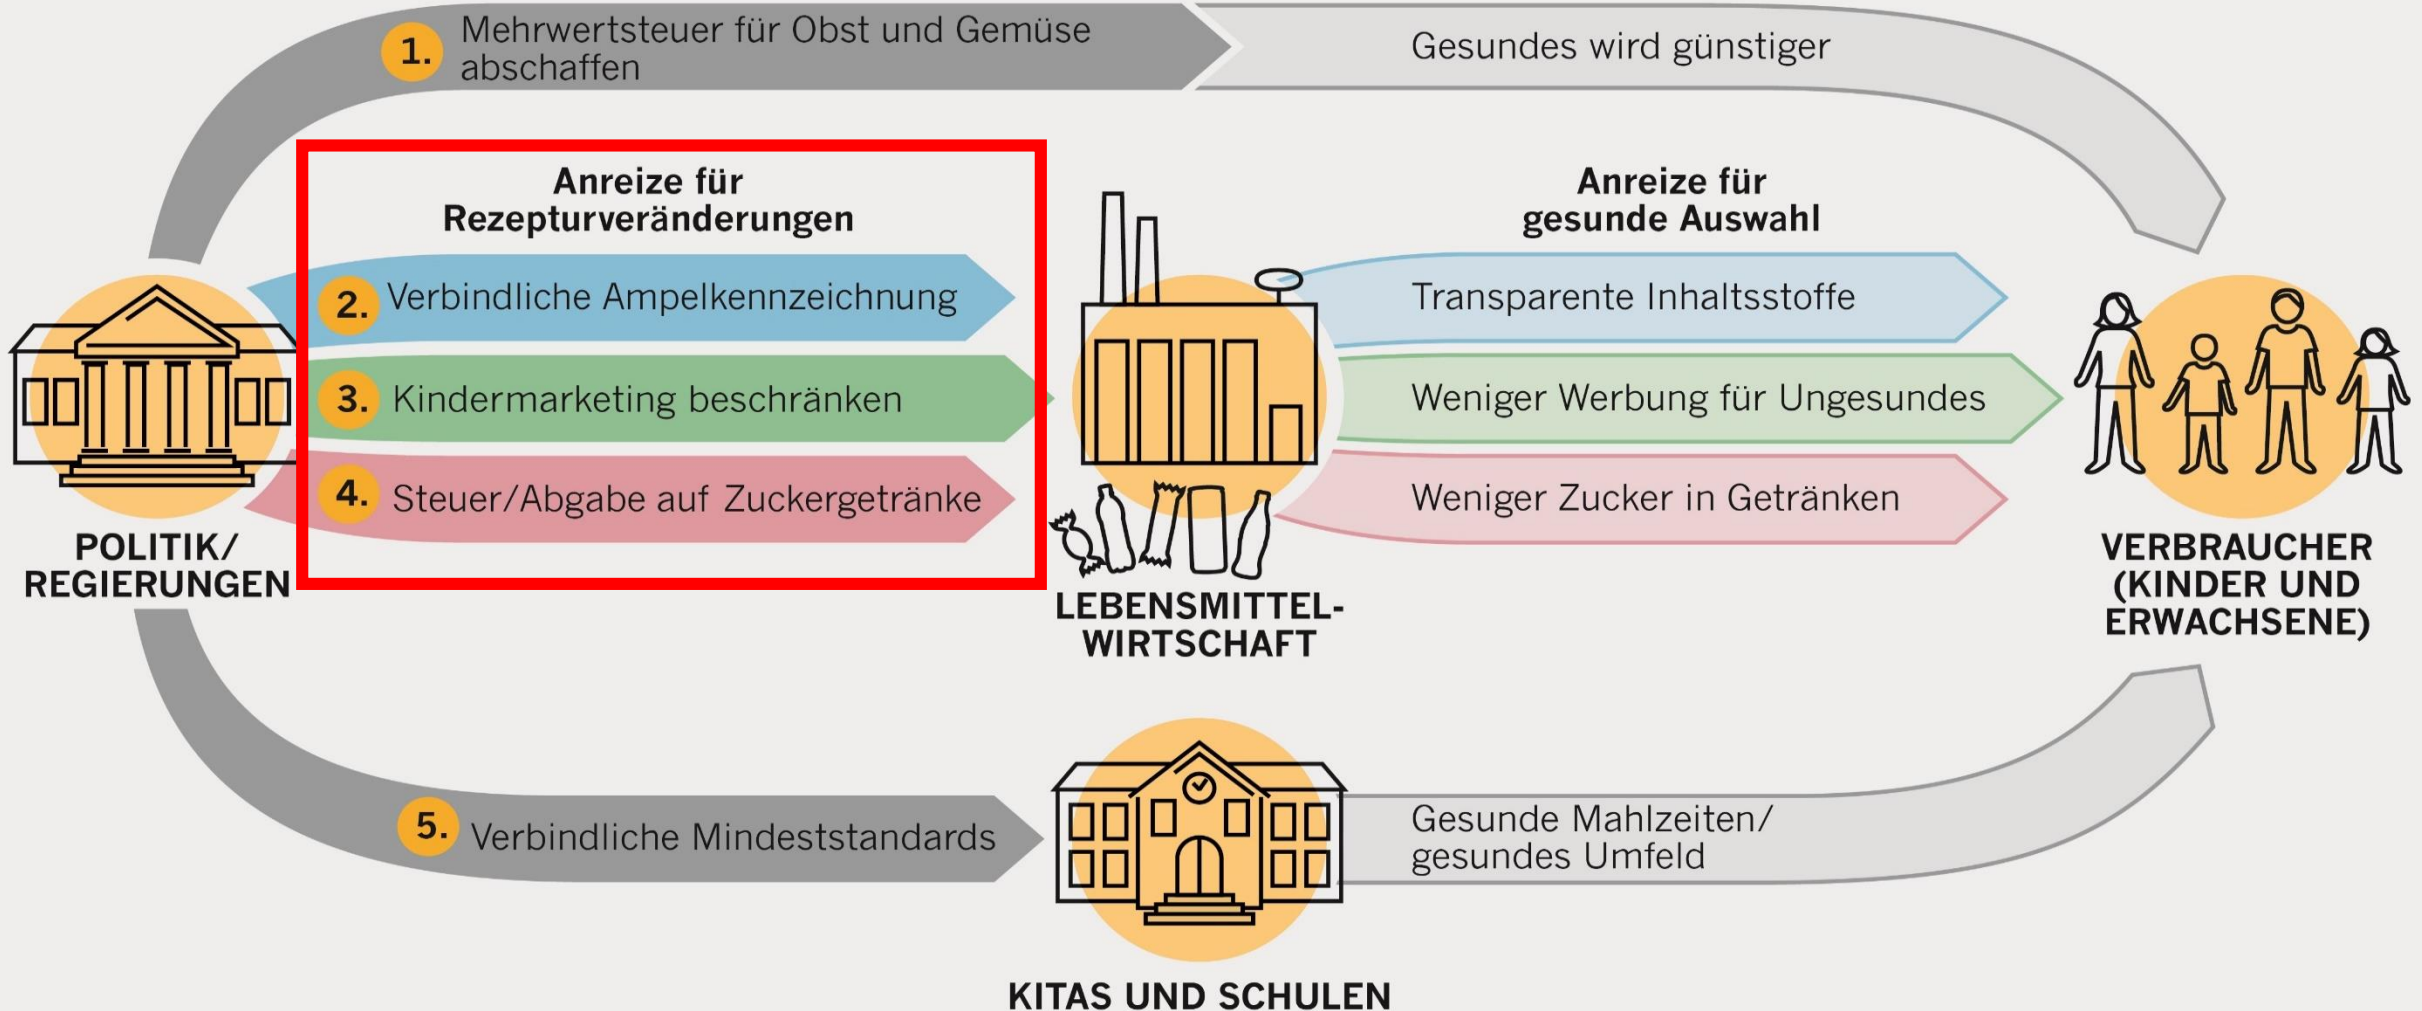 1. Mehrwertsteuer für Obst und Gemüse
abschaffen
Gesundes wird günstiger
Anreize für
Rezepturveränderungen
2. Verbindliche Ampelkennzeichnung
3. Kindermarketing beschränken
4. Steuer/Abgabe auf Zuckergetränke
Anreize für
gesunde Auswahl
Transparente Inhaltsstoffe
Weniger Werbung für Ungesundes
Weniger Zucker in Getränken
POLITIK/
REGIERUNGEN
LEBENSMITTEL-
WIRTSCHAFT
VERBRAUCHER
(KINDER UND
ERWACHSENE)
5. Verbindliche Mindeststandards
Gesunde Mahlzeiten/
gesundes Umfeld
KITAS UND SCHULEN